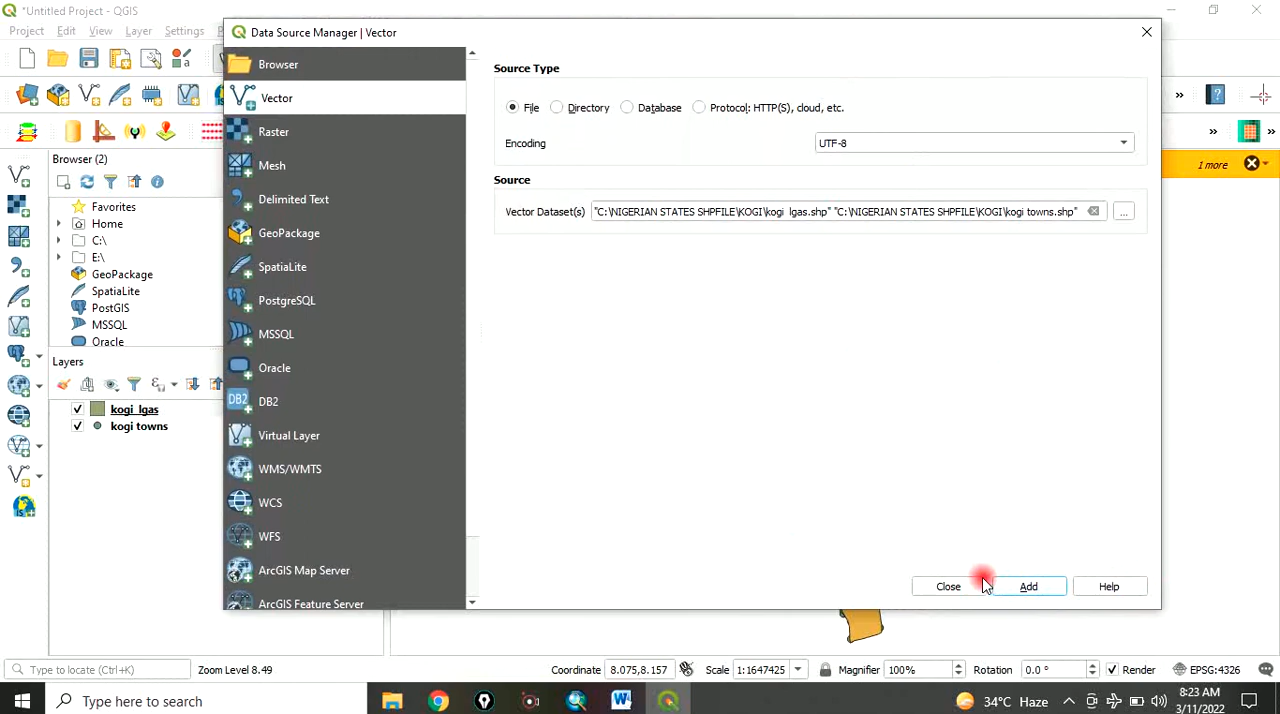 *Untitled Project - QGIS
Project Edit View Layer Settings
Data Source Manager | Vector
Browser
Vector
Raster
Mesh
Delimited Text
GeoPackage
SpatiaLite
PostgreSQL
MSSQL
Oracle
DB2
Virtual Layer
WMS/WMTS
WCS
WFS
ArcGIS Map Server
ArcGIS Feature Server
Source Type
File Directory Database Protocol: HTTP(S), cloud, etc.
Encoding UTF-8
Source
Vector Dataset(s) "C:\NIGERIAN STATES SHPFILE\KOGI\kogi lgas.shp" "C:\NIGERIAN STATES SHPFILE\KOGI\kogi towns.shp" ...
Close Add Help
» ?
» »
1 more
Browser (2)
Favorites
Home
C:\
E:\
GeoPackage
SpatiaLite
PostGIS
MSSQL
Oracle
Layers
kogi lgas
kogi towns
Type to locate (Ctrl+K) Zoom Level 8.49 Coordinate 8.075,8.157 Scale 1:1647425 Magnifier 100% Rotation 0.0 ° Render EPSG:4326
Type here to search 34°C Haze 8:23 AM
3/11/2022